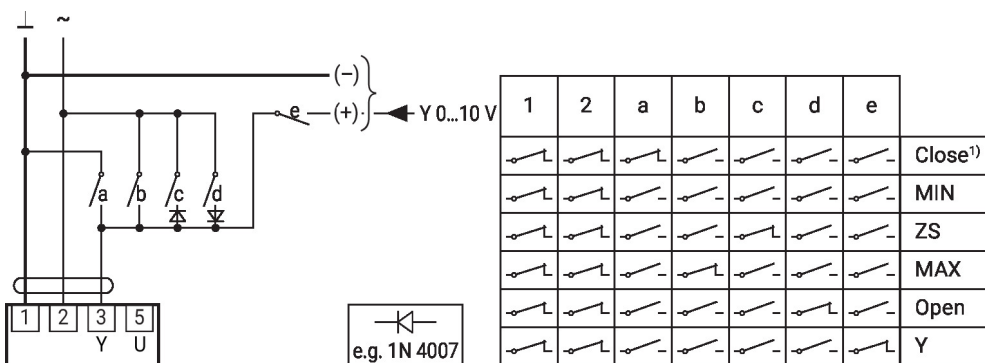 ⊥ ~
(–)
e (+) Y 0...10 V
a b c d
1 2 3 5
Y U
e.g. 1N 4007
1 2 a b c d e
Close¹⁾
MIN
ZS
MAX
Open
Y